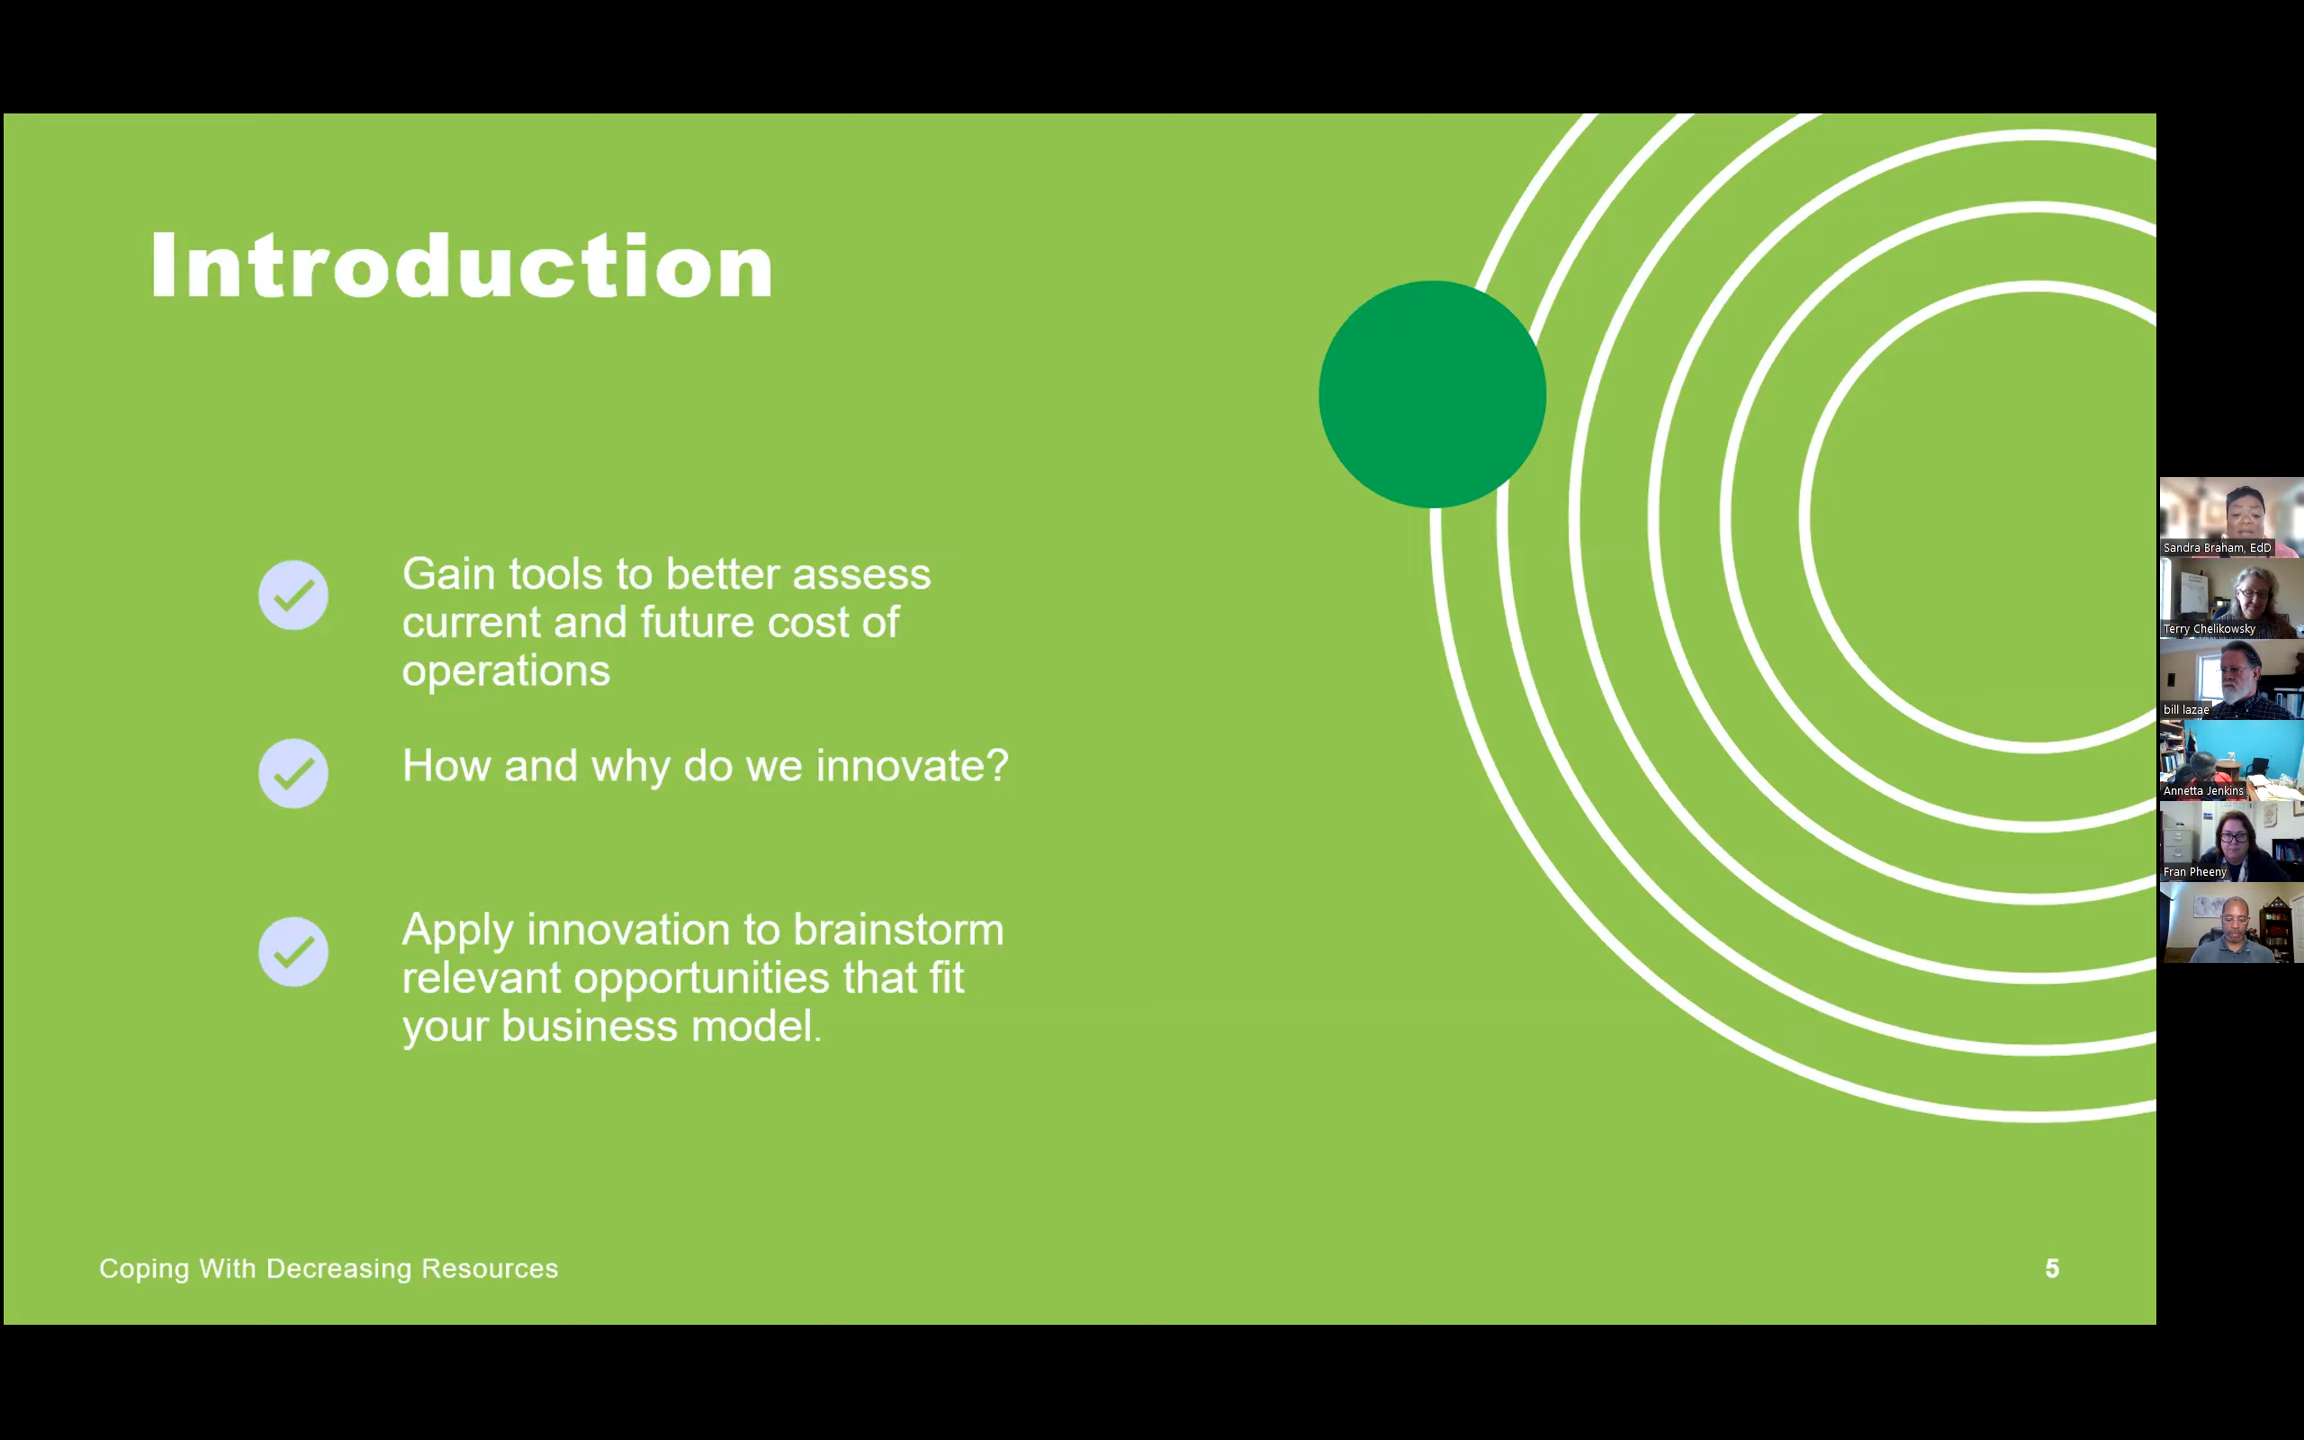 Introduction
Gain tools to better assess
current and future cost of
operations
How and why do we innovate?
Apply innovation to brainstorm
relevant opportunities that fit
your business model.
Coping With Decreasing Resources
5
Sandra Braham, EdD
Terry Chelikowsky
bill lazae
Annetta Jenkins
Fran Pheeny